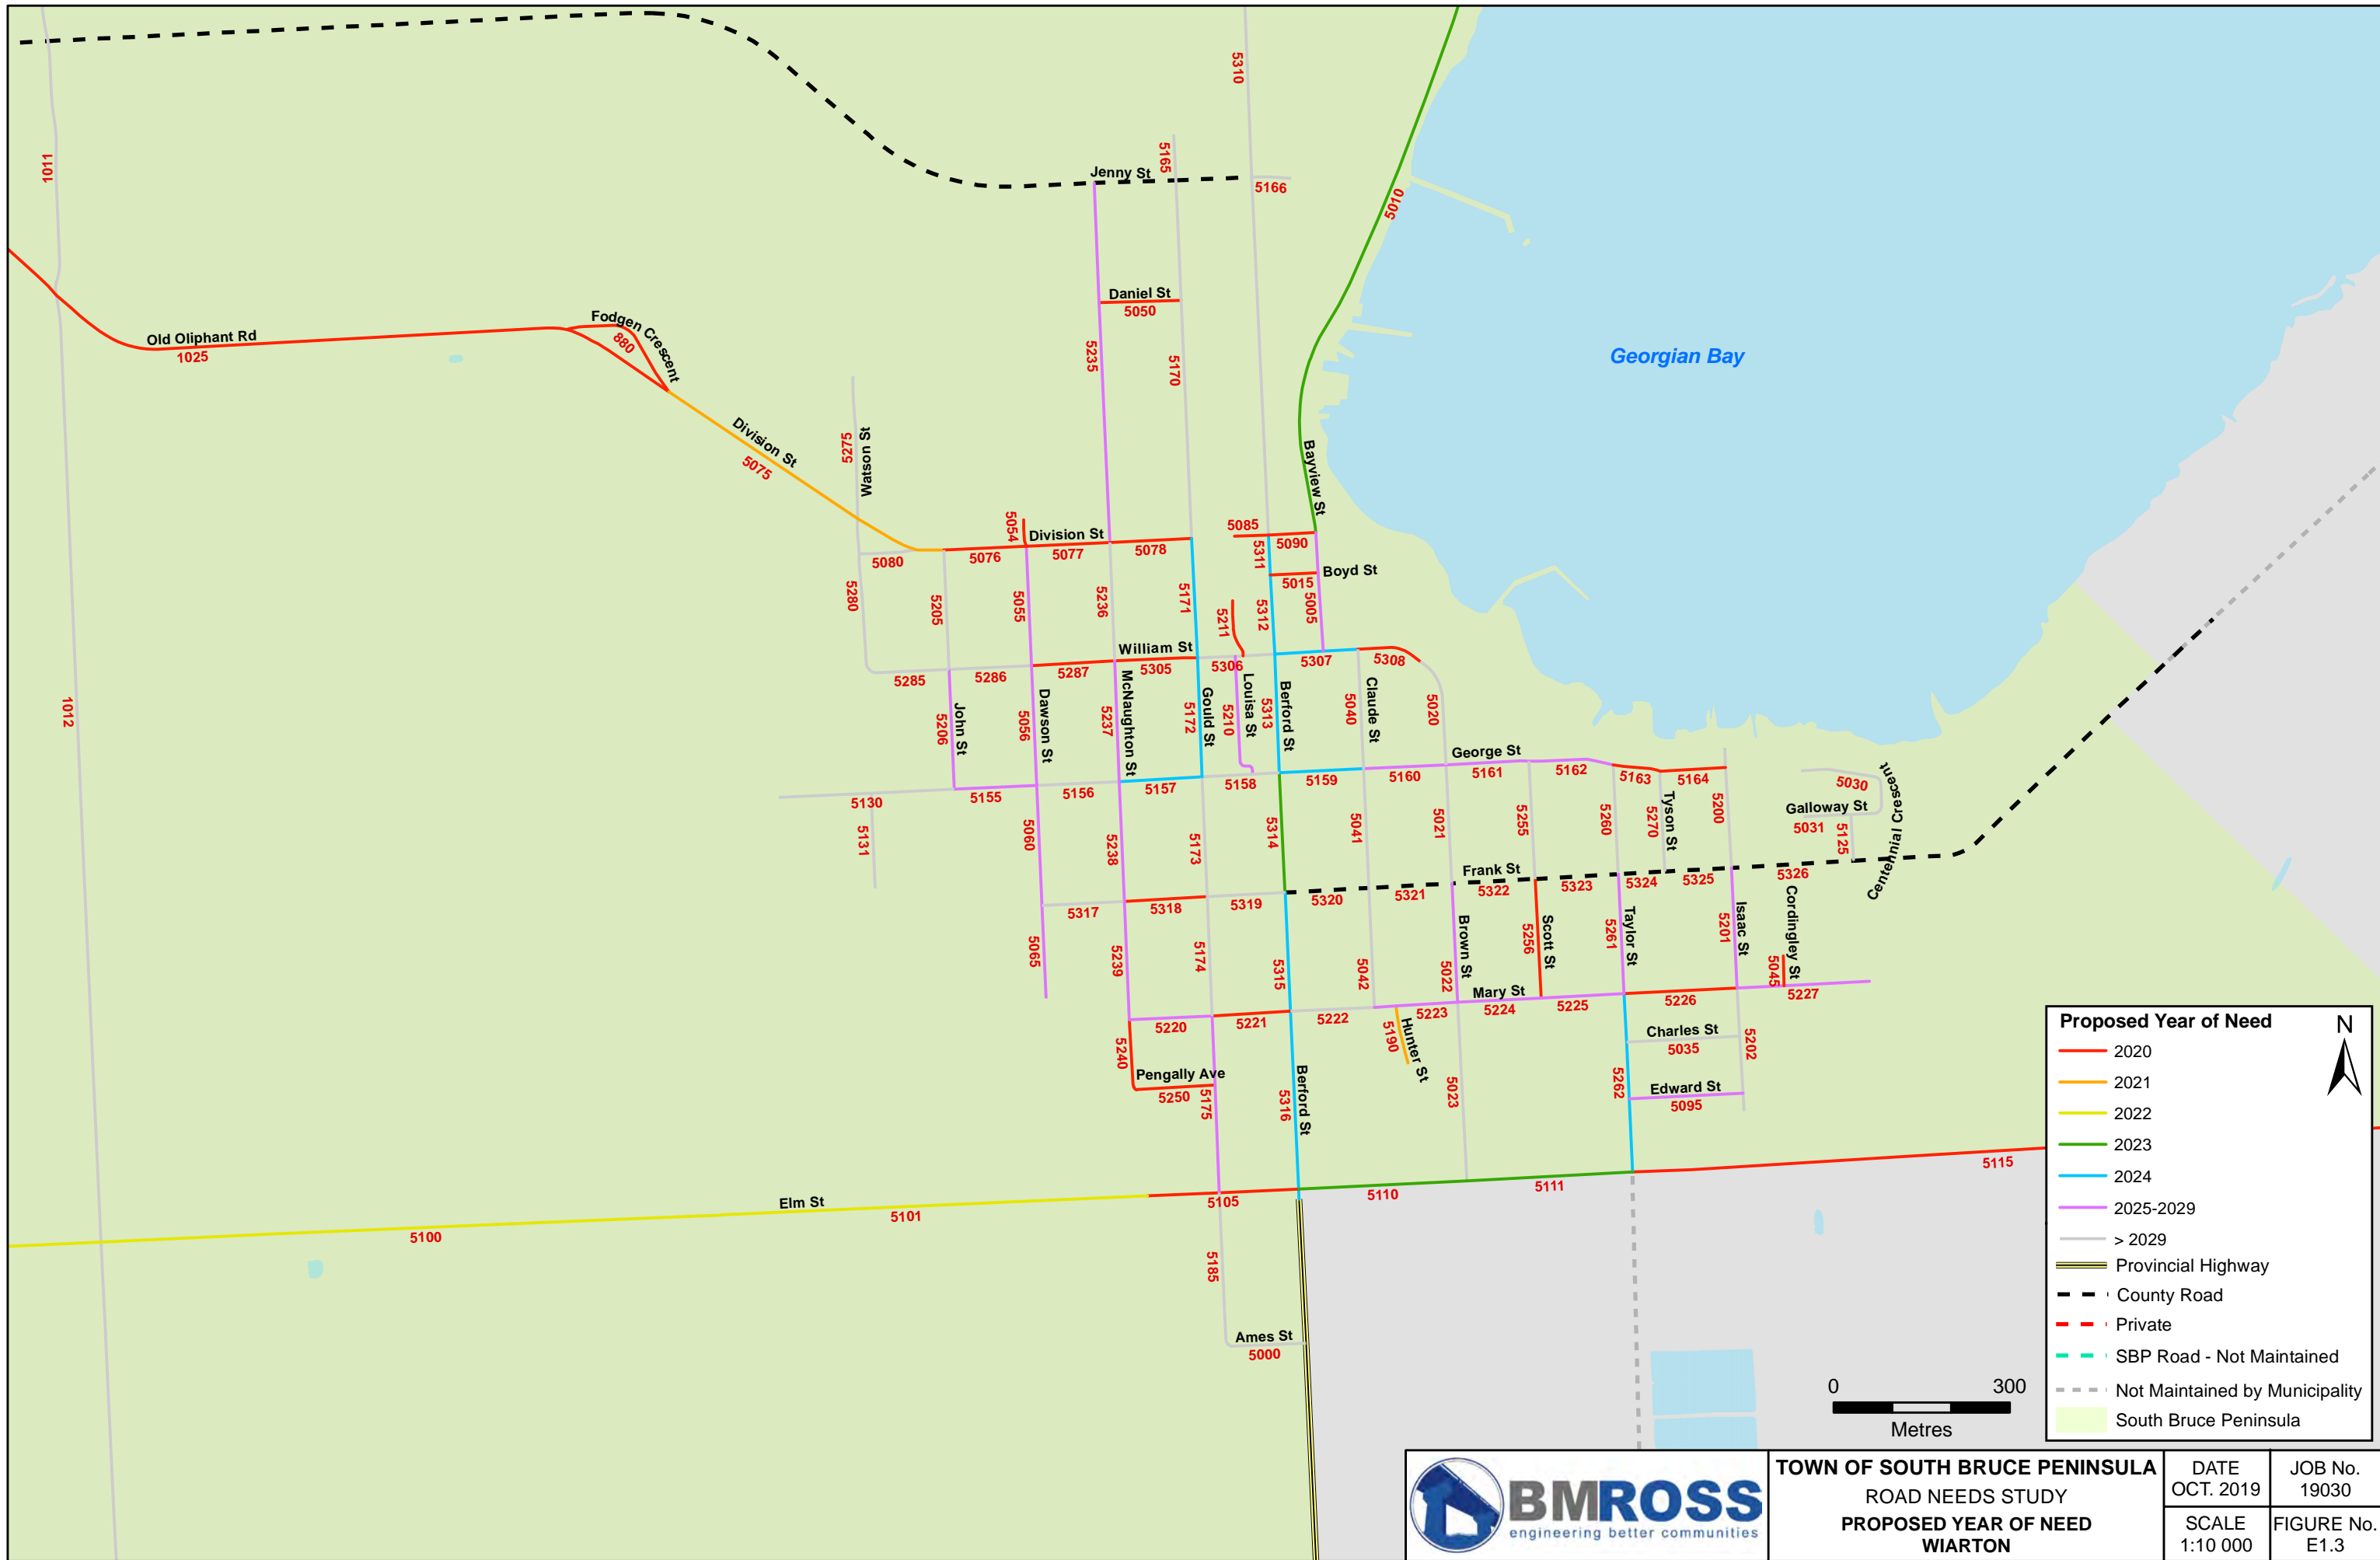 5310
1011
5165
Jenny St
5166
5010
Daniel St
5050
Fodgen Crescent
880
Old Oliphant Rd
1025
5235
5170
Georgian Bay
Division St
5075
5275
Watson St
Bayview St
5054
Division St
5085
5080
5076
5077
5078
5311
5090
5015
Boyd St
5280
5205
5055
5236
5171
5211
5312
5005
William St
5285
5286
5287
5305
5306
5307
5308
1012
5206
John St
5056
Dawson St
5237
McNaughton St
5172
Gould St
5210
Louisa St
5313
Berford St
5040
Claude St
5020
George St
5130
5155
5156
5157
5158
5159
5160
5161
5162
5163
5164
5030
Galloway St
5031
5125
Centennial Crescent
5131
5060
5238
5173
5314
5041
5021
5255
5260
5270
Tyson St
5200
Frank St
5317
5318
5319
5320
5321
5322
5323
5324
5325
5326
5065
5239
5174
5315
5042
5022
Brown St
5256
Scott St
5261
Taylor St
5201
Isaac St
5045
Cordingley St
Mary St
5220
5221
5222
5223
5224
5225
5226
5227
5240
5190
Hunter St
Charles St
5035
5202
Pengally Ave
5250
5175
5316
Berford St
5023
5262
Edward St
5095
Elm St
5100
5101
5105
5110
5111
5115
5185
Ames St
5000
Proposed Year of Need
N
2020
2021
2022
2023
2024
2025-2029
> 2029
Provincial Highway
County Road
Private
SBP Road - Not Maintained
Not Maintained by Municipality
South Bruce Peninsula
0 300
Metres
BMROSS
engineering better communities
TOWN OF SOUTH BRUCE PENINSULA
ROAD NEEDS STUDY
PROPOSED YEAR OF NEED
WIARTON
DATE
OCT. 2019
JOB No.
19030
SCALE
1:10 000
FIGURE No.
E1.3